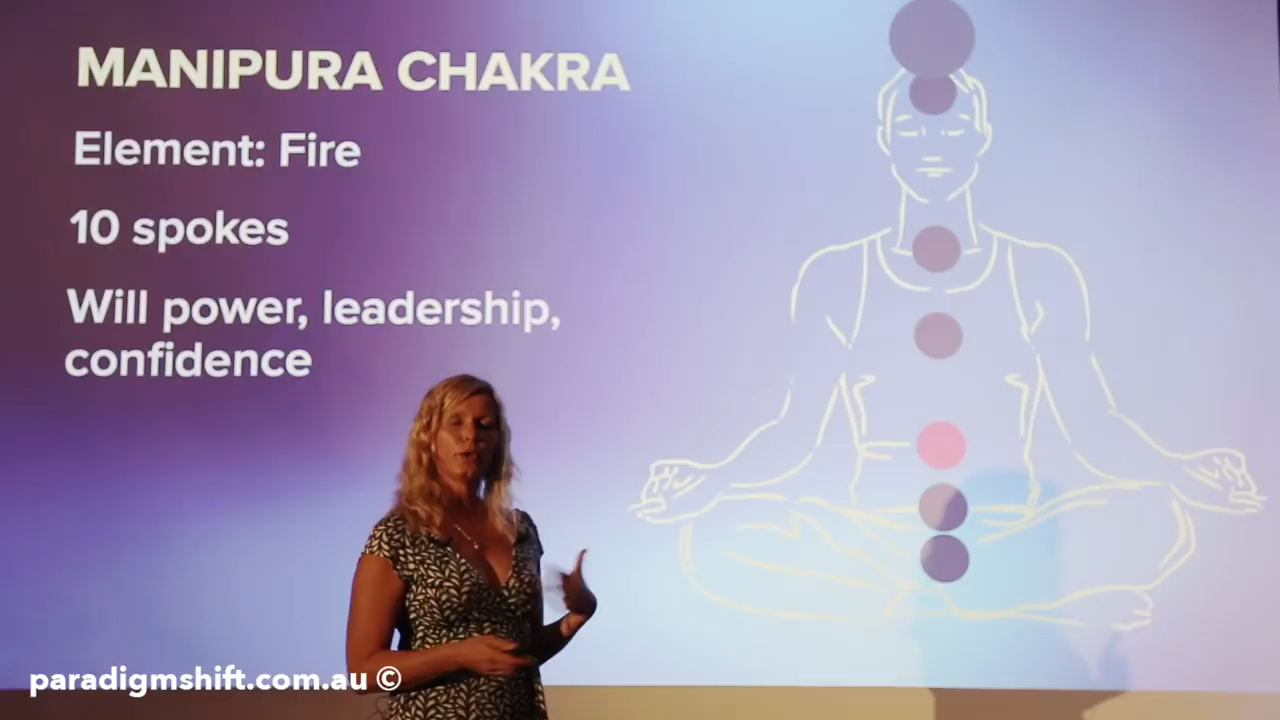 MANIPURA CHAKRA
Element: Fire
10 spokes
Will power, leadership,
confidence
paradigmshift.com.au ©